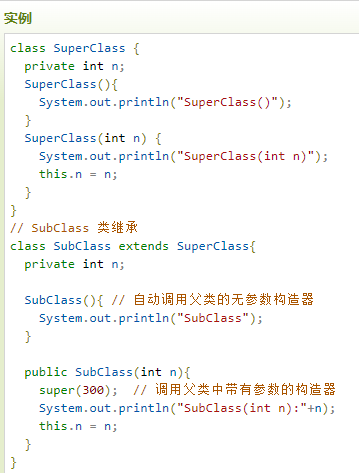 实例
class SuperClass {
  private int n;
  SuperClass(){
    System.out.println("SuperClass()");
  }
  SuperClass(int n) {
    System.out.println("SuperClass(int n)");
    this.n = n;
  }
}
// SubClass 类继承
class SubClass extends SuperClass{
  private int n;

  SubClass(){ // 自动调用父类的无参数构造器
    System.out.println("SubClass");
  }

  public SubClass(int n){
    super(300);  // 调用父类中带有参数的构造器
    System.out.println("SubClass(int n):"+n);
    this.n = n;
  }
}